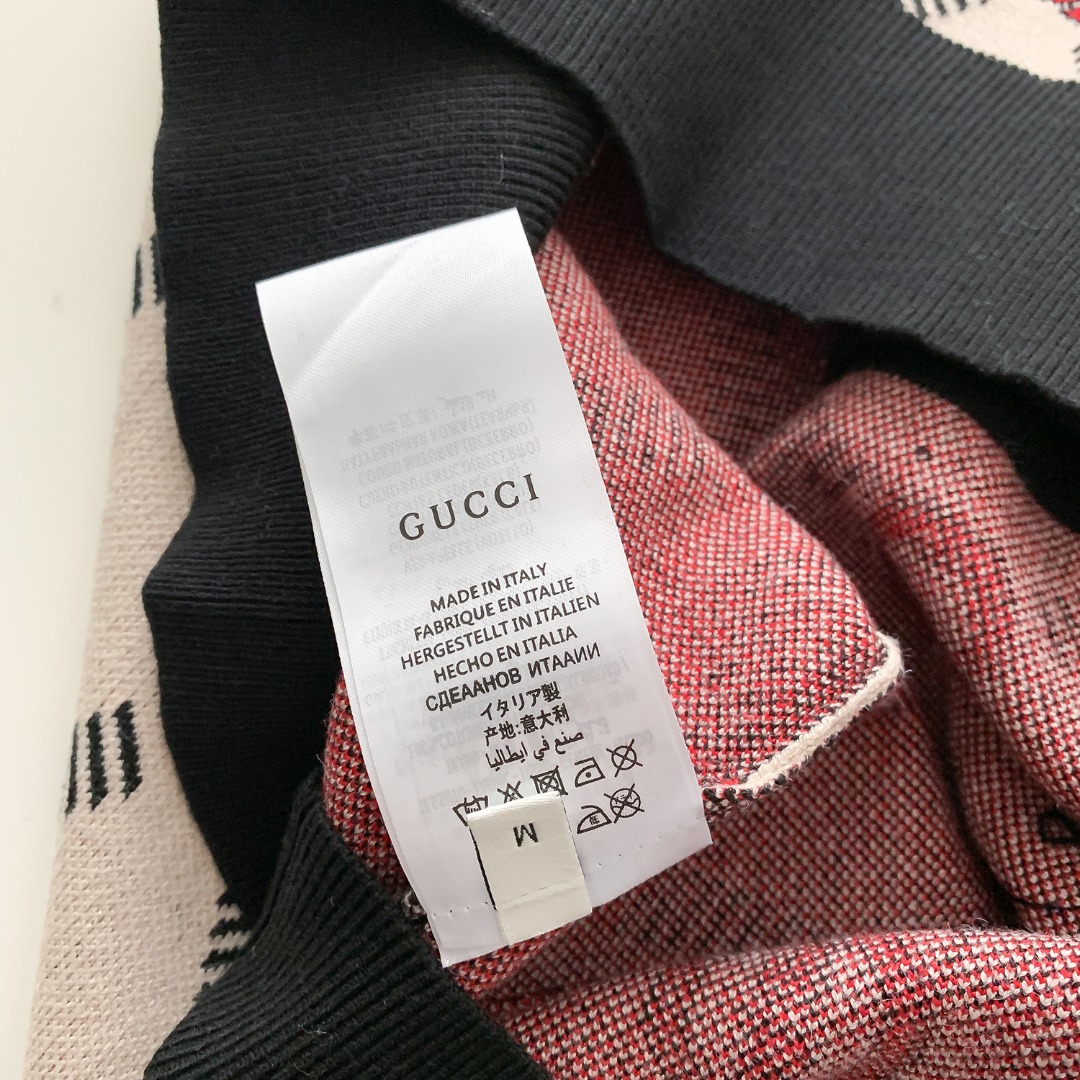 GUCCI
MADE IN ITALY
FABRIQUE EN ITALIE
HERGESTELLT IN ITALIEN
HECHO EN ITALIA
СДЕААНОВ ИТААИИ
イタリア製
产地:意大利
صنع في ايطاليا
M